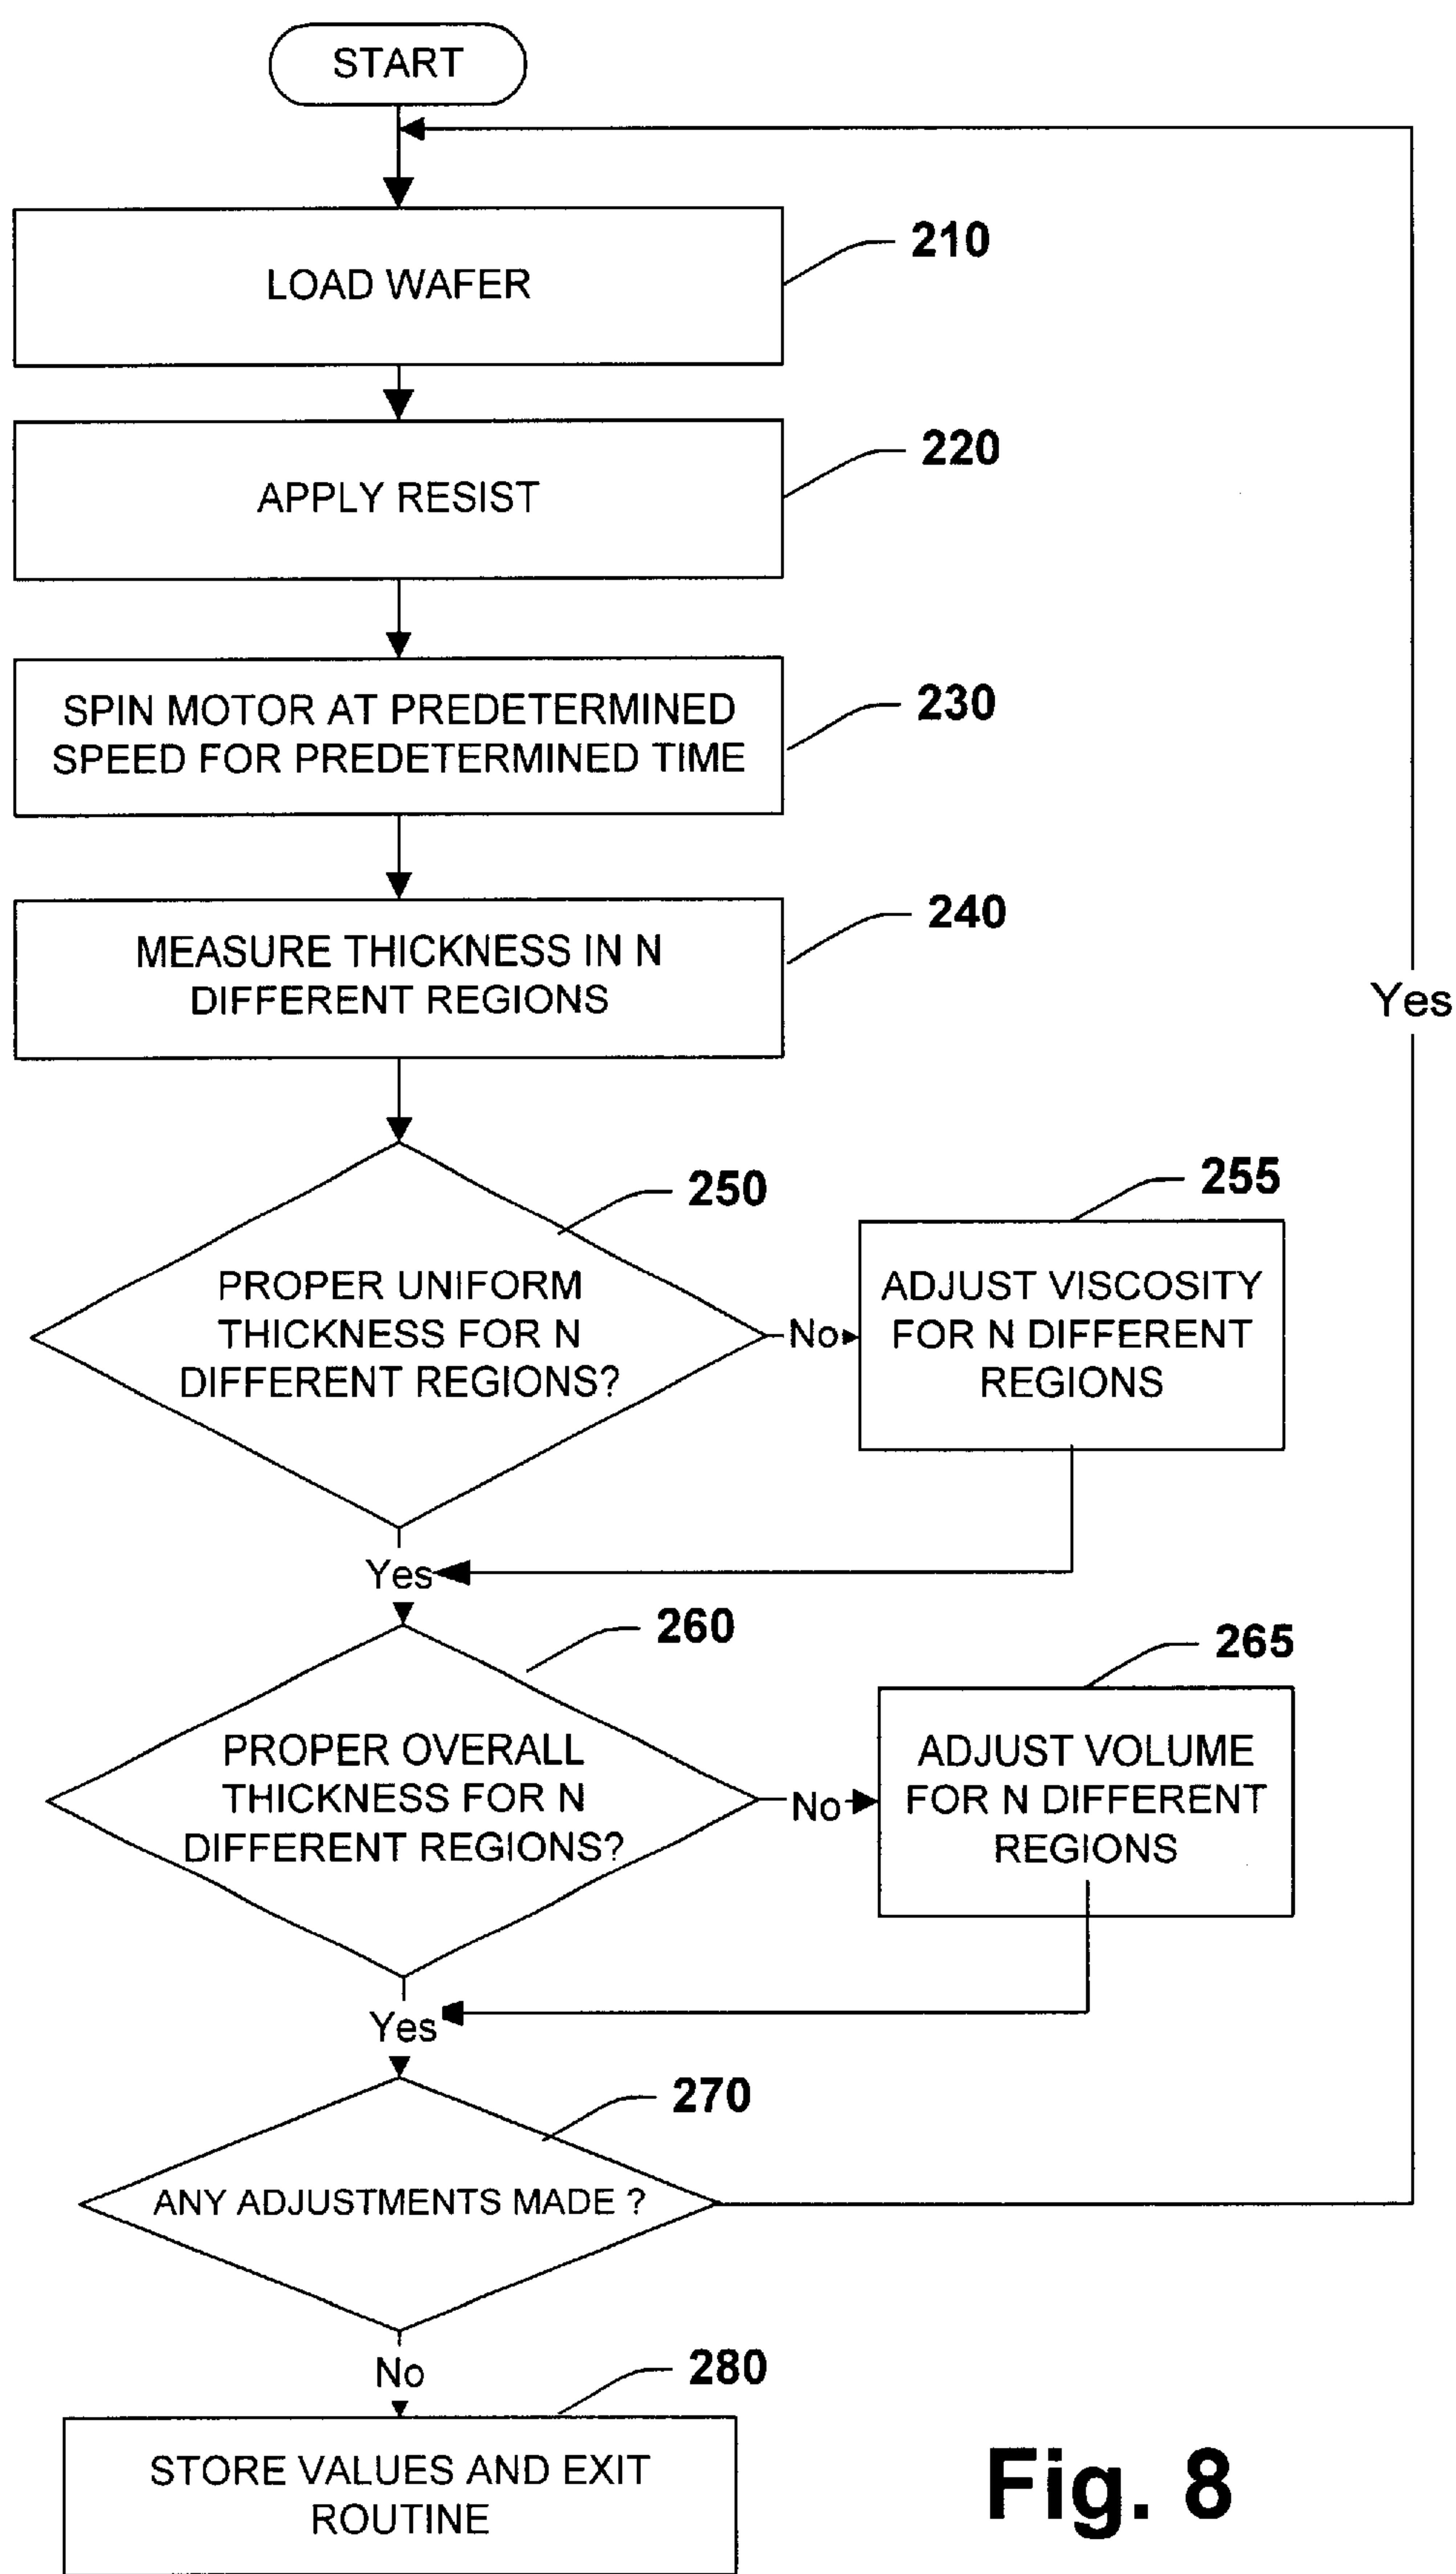 START
LOAD WAFER
210
APPLY RESIST
220
SPIN MOTOR AT PREDETERMINED
SPEED FOR PREDETERMINED TIME
230
MEASURE THICKNESS IN N
DIFFERENT REGIONS
240
Yes
PROPER UNIFORM
THICKNESS FOR N
DIFFERENT REGIONS?
250
No
ADJUST VISCOSITY
FOR N DIFFERENT
REGIONS
255
Yes
PROPER OVERALL
THICKNESS FOR N
DIFFERENT REGIONS?
260
No
ADJUST VOLUME
FOR N DIFFERENT
REGIONS
265
Yes
ANY ADJUSTMENTS MADE ?
270
No
STORE VALUES AND EXIT
ROUTINE
280
Fig. 8